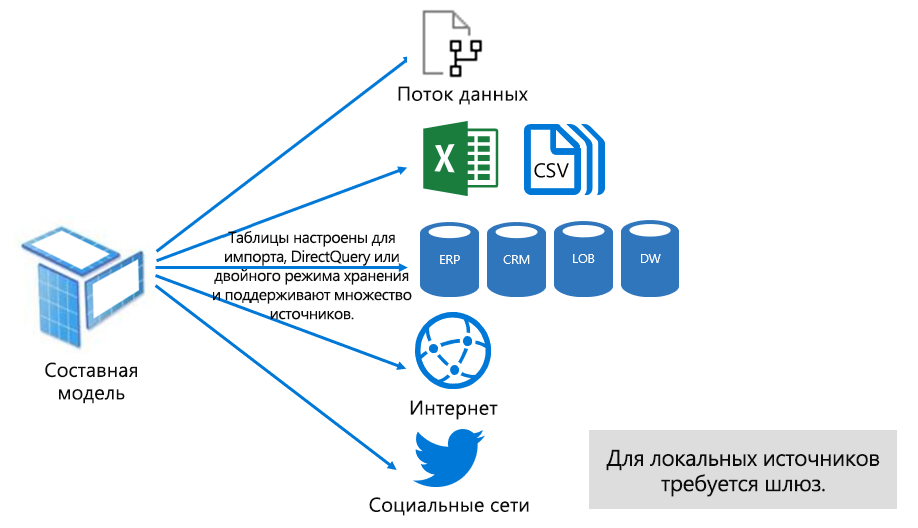 Поток данных
X
CSV
Таблицы настроены для
импорта, DirectQuery или
двойного режима хранения
и поддерживают множество
источников.
ERP
CRM
LOB
DW
Составная
модель
Интернет
Социальные сети
Для локальных источников
требуется шлюз.